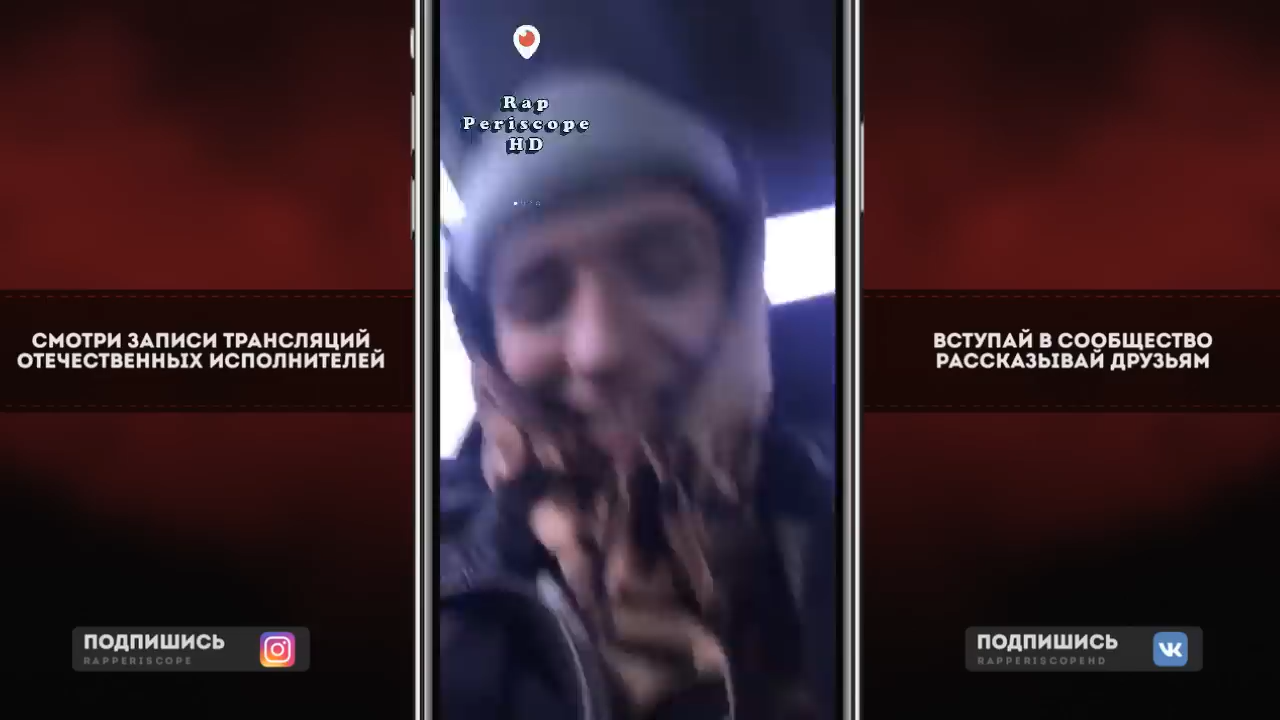 Rap
Periscope
HD
СМОТРИ ЗАПИСИ ТРАНСЛЯЦИЙ
ОТЕЧЕСТВЕННЫХ ИСПОЛНИТЕЛЕЙ
ВСТУПАЙ В СООБЩЕСТВО
РАССКАЗЫВАЙ ДРУЗЬЯМ
ПОДПИШИСЬ
RAPPERISCOPE
ПОДПИШИСЬ
RAPPERISCOPEHD